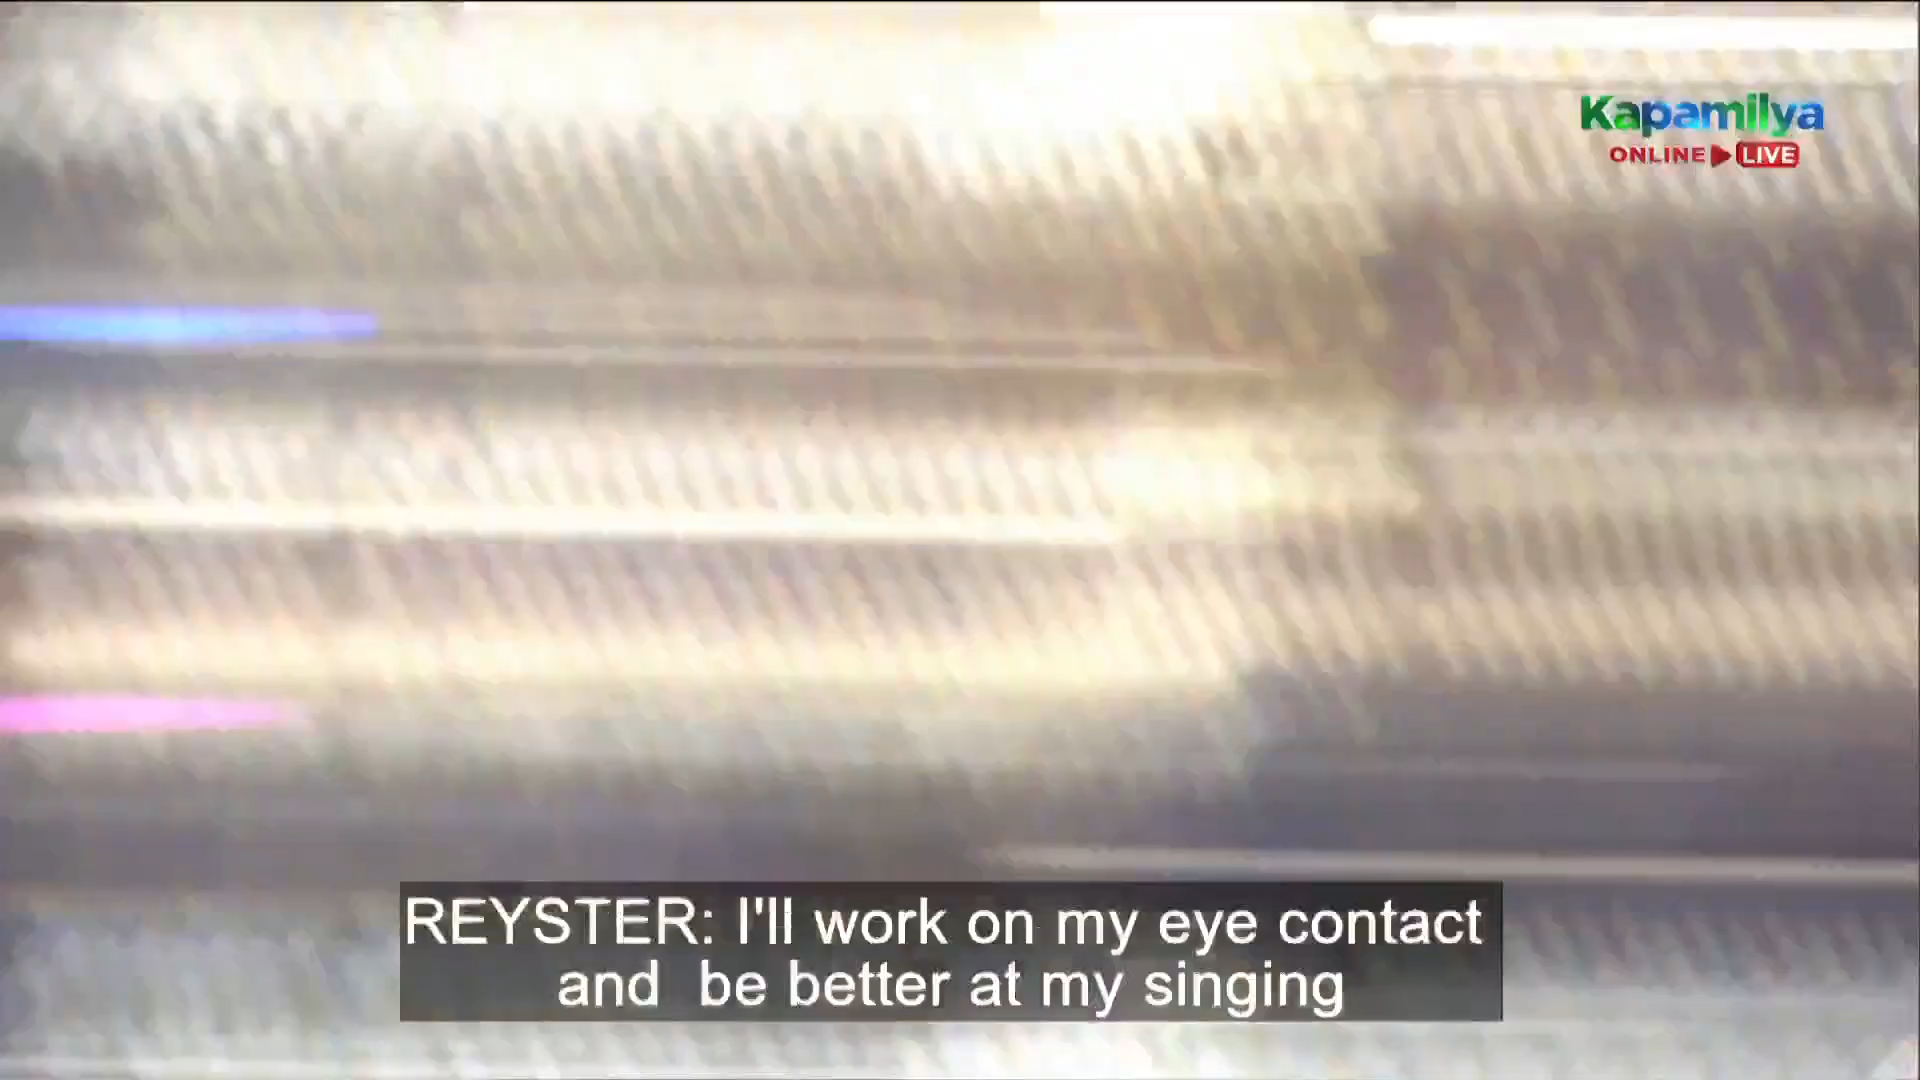 Kapamilya
ONLINE LIVE
REYSTER: I'll work on my eye contact
and be better at my singing